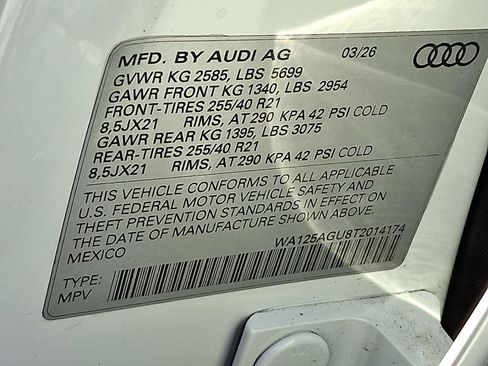 MFD. BY AUDI AG 03/26
GVWR KG 2585, LBS 5699
GAWR FRONT KG 1340, LBS 2954
FRONT-TIRES 255/40 R21
8,5JX21 RIMS, AT 290 KPA 42 PSI COLD
GAWR REAR KG 1395, LBS 3075
REAR-TIRES 255/40 R21
8,5JX21 RIMS, AT 290 KPA 42 PSI COLD
THIS VEHICLE CONFORMS TO ALL APPLICABLE
U.S. FEDERAL MOTOR VEHICLE SAFETY AND
THEFT PREVENTION STANDARDS IN EFFECT ON
THE DATE OF MANUFACTURE SHOWN ABOVE.
MEXICO WA125AGU8T2014174
TYPE:
MPV